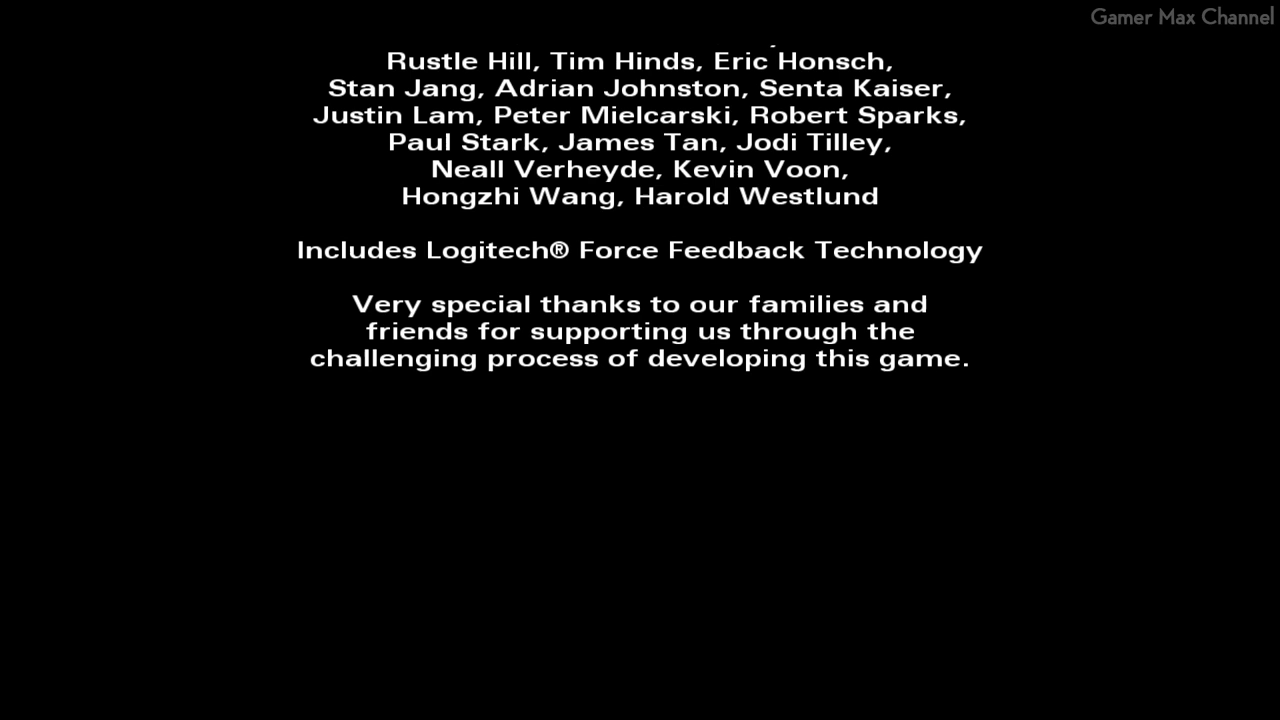 Gamer Max Channel
Rustle Hill, Tim Hinds, Eric Honsch,
Stan Jang, Adrian Johnston, Senta Kaiser,
Justin Lam, Peter Mielcarski, Robert Sparks,
Paul Stark, James Tan, Jodi Tilley,
Neall Verheyde, Kevin Voon,
Hongzhi Wang, Harold Westlund
Includes Logitech® Force Feedback Technology
Very special thanks to our families and
friends for supporting us through the
challenging process of developing this game.